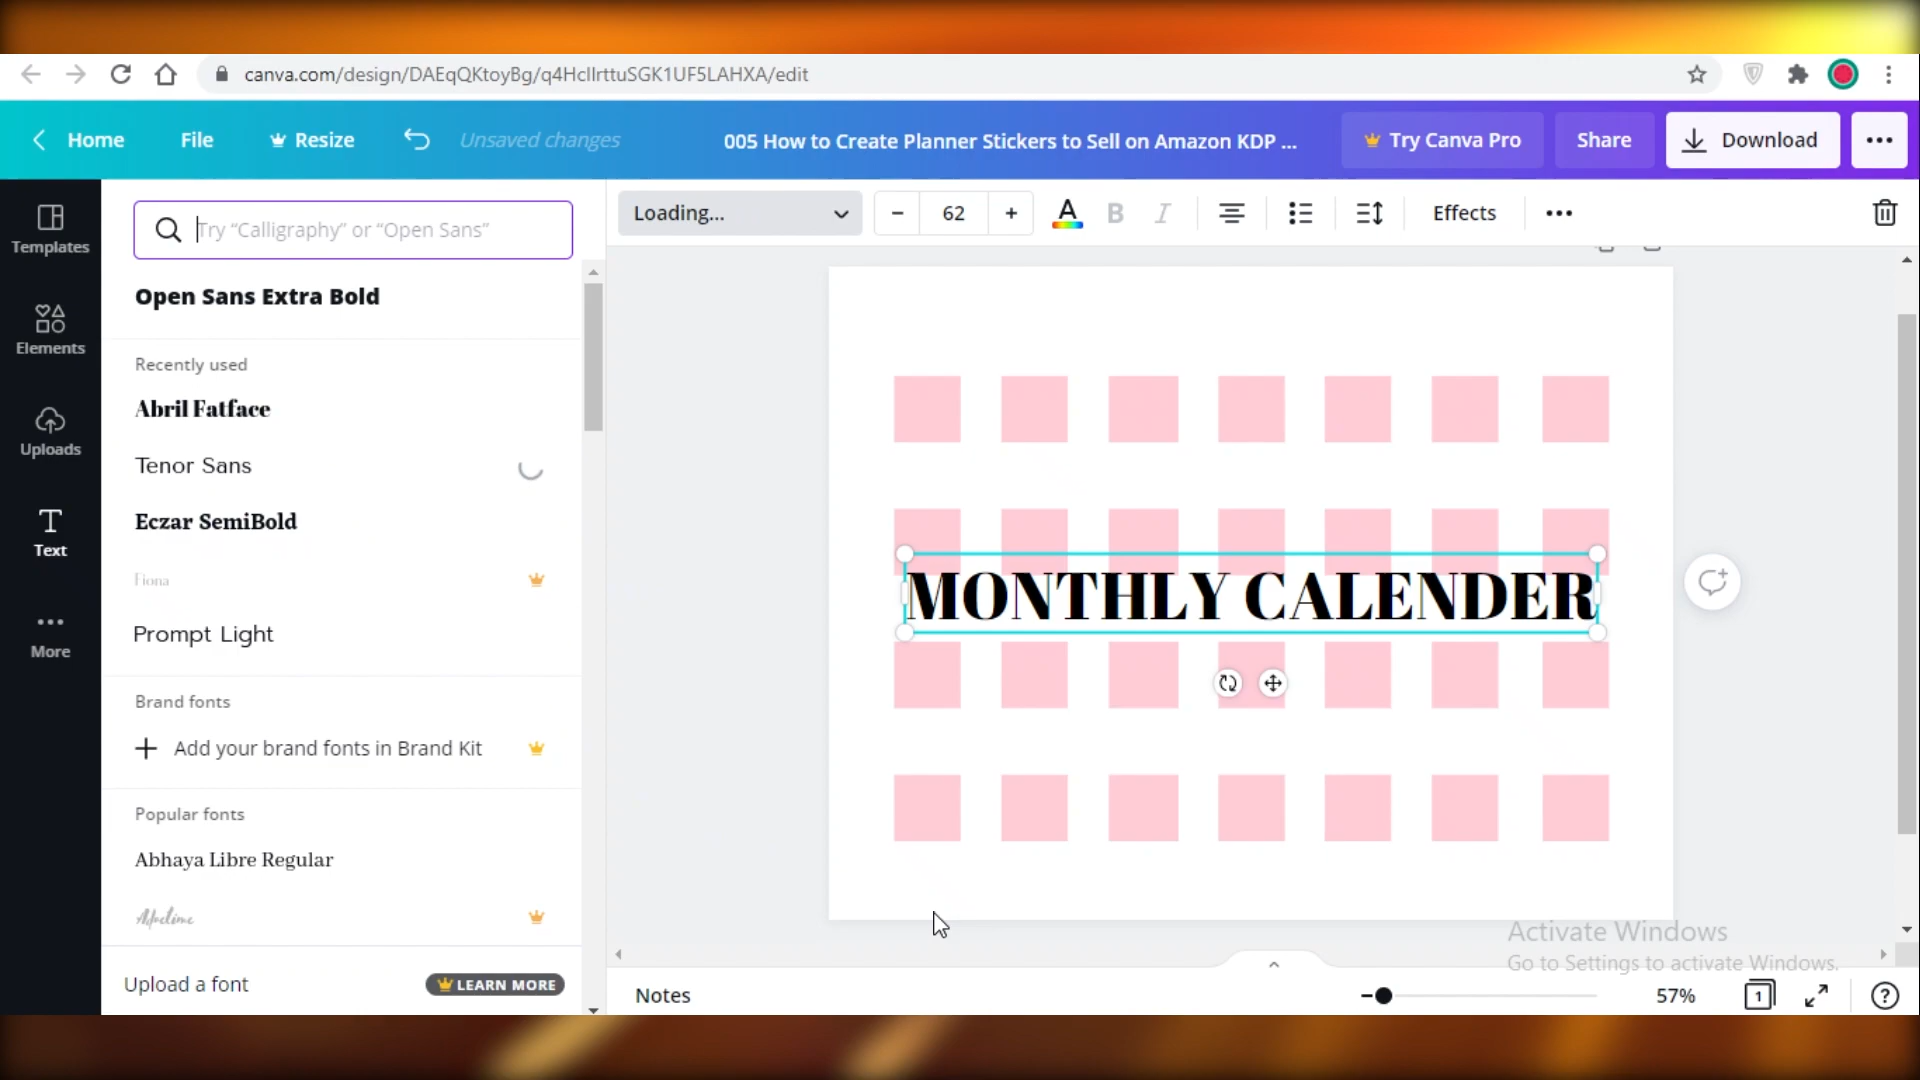 canva.com/design/DAEqQKtoyBg/q4HcIlrttuSGK1UF5LAHXA/edit
Home File Resize Unsaved changes 005 How to Create Planner Stickers to Sell on Amazon KDP ... Try Canva Pro Share Download
Loading... 62 A B I Effects
Try “Calligraphy” or “Open Sans”
Templates
Elements
Uploads
Text
More
Open Sans Extra Bold
Recently used
Abril Fatface
Tenor Sans
Eczar SemiBold
Fiona
Prompt Light
Brand fonts
Add your brand fonts in Brand Kit
Popular fonts
Abhaya Libre Regular
Upload a font LEARN MORE
MONTHLY CALENDER
Activate Windows
Go to Settings to activate Windows.
Notes 57% 1 ?